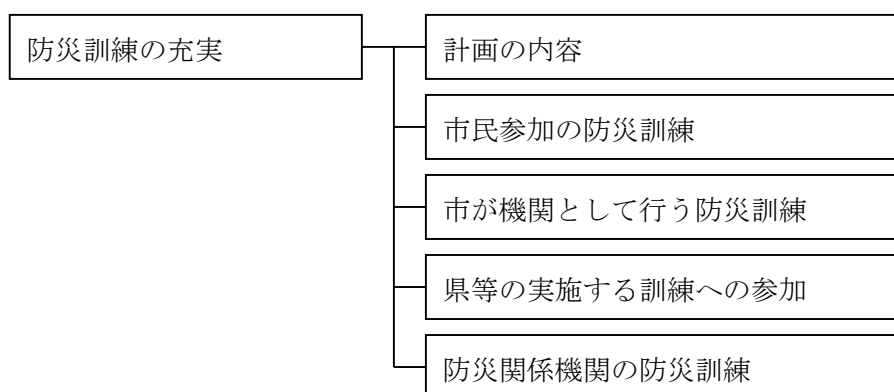 防災訓練の充実
計画の内容
市民参加の防災訓練
市が機関として行う防災訓練
県等の実施する訓練への参加
防災関係機関の防災訓練